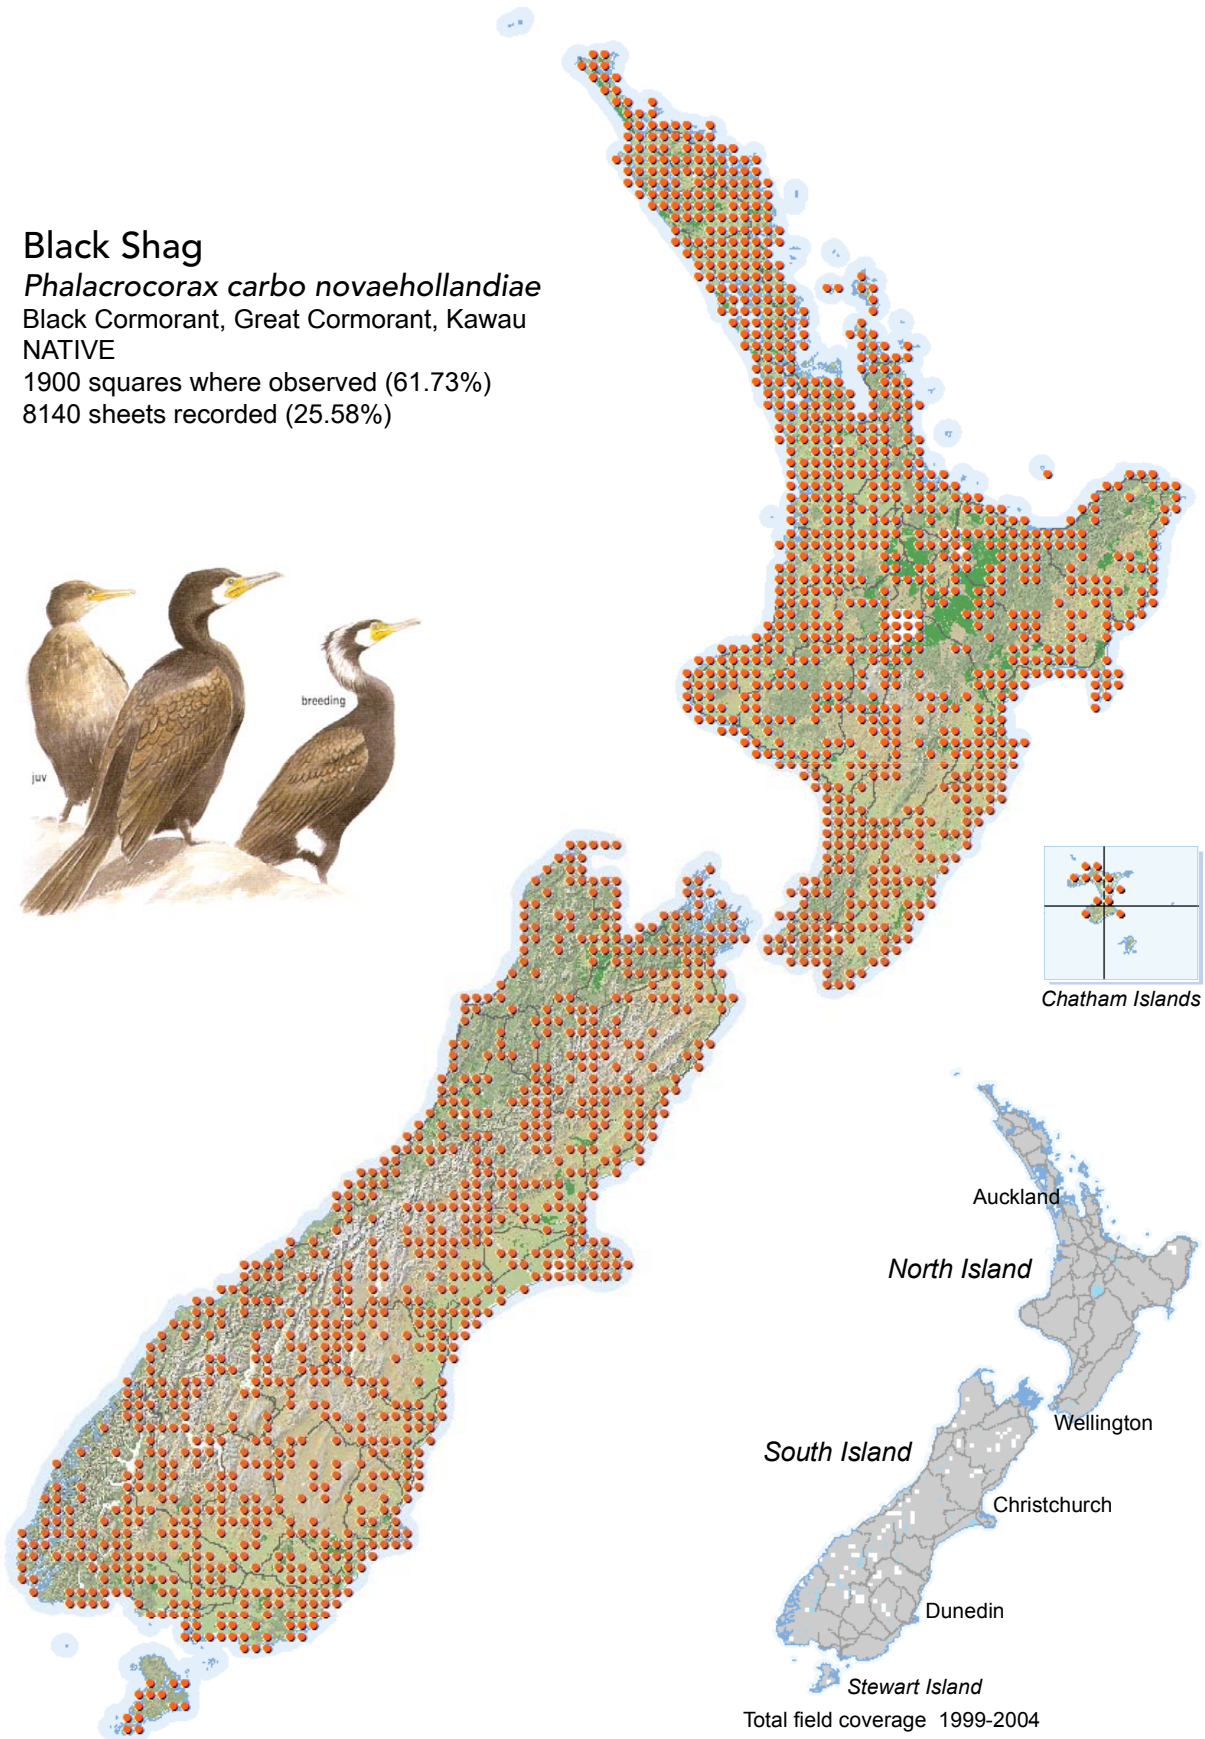 Black Shag
Phalacrocorax carbo novaehollandiae
Black Cormorant, Great Cormorant, Kawau
NATIVE
1900 squares where observed (61.73%)
8140 sheets recorded (25.58%)
breeding
juv
Chatham Islands
Auckland
North Island
Wellington
South Island
Christchurch
Dunedin
Stewart Island
Total field coverage 1999-2004